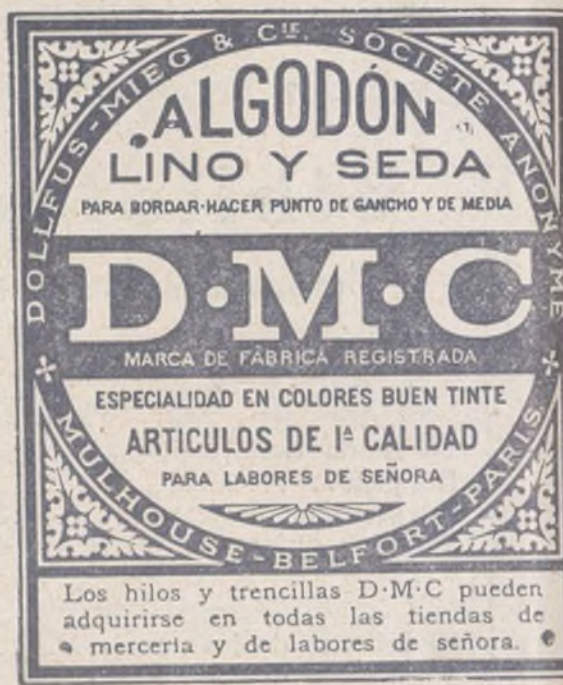 DOLLFUS-MIEG & CIE. SOCIÉTÉ ANONYME
ALGODÓN
LINO Y SEDA
PARA BORDAR·HACER PUNTO DE GANCHO Y DE MEDIA
D·M·C
MARCA DE FÁBRICA REGISTRADA
ESPECIALIDAD EN COLORES BUEN TINTE
ARTICULOS DE 1ª CALIDAD
PARA LABORES DE SEÑORA
MULHOUSE-BELFORT-PARIS
Los hilos y trencillas D·M·C pueden
adquirirse en todas las tiendas de
mercería y de labores de señora.